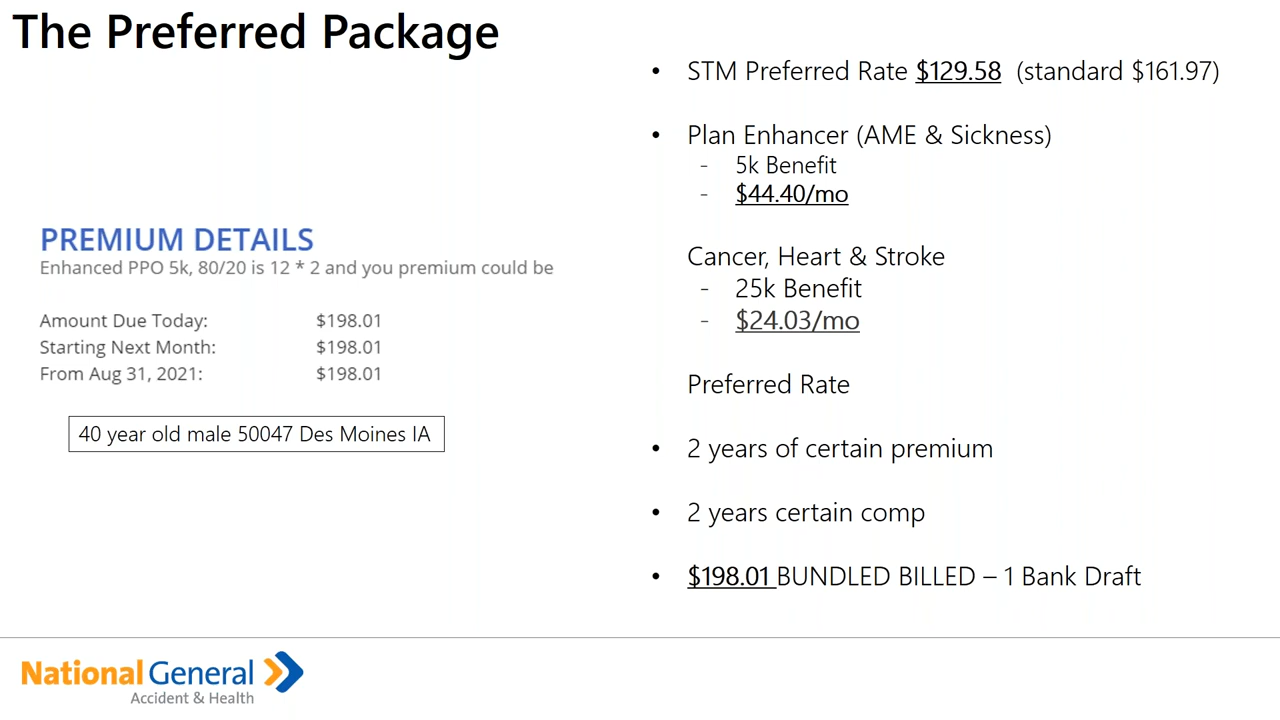 The Preferred Package
PREMIUM DETAILS
Enhanced PPO 5k, 80/20 is 12 * 2 and you premium could be
Amount Due Today: $198.01
Starting Next Month: $198.01
From Aug 31, 2021: $198.01
40 year old male 50047 Des Moines IA
• STM Preferred Rate $129.58 (standard $161.97)
• Plan Enhancer (AME & Sickness)
- 5k Benefit
- $44.40/mo
Cancer, Heart & Stroke
- 25k Benefit
- $24.03/mo
Preferred Rate
• 2 years of certain premium
• 2 years certain comp
• $198.01 BUNDLED BILLED – 1 Bank Draft
National General
Accident & Health